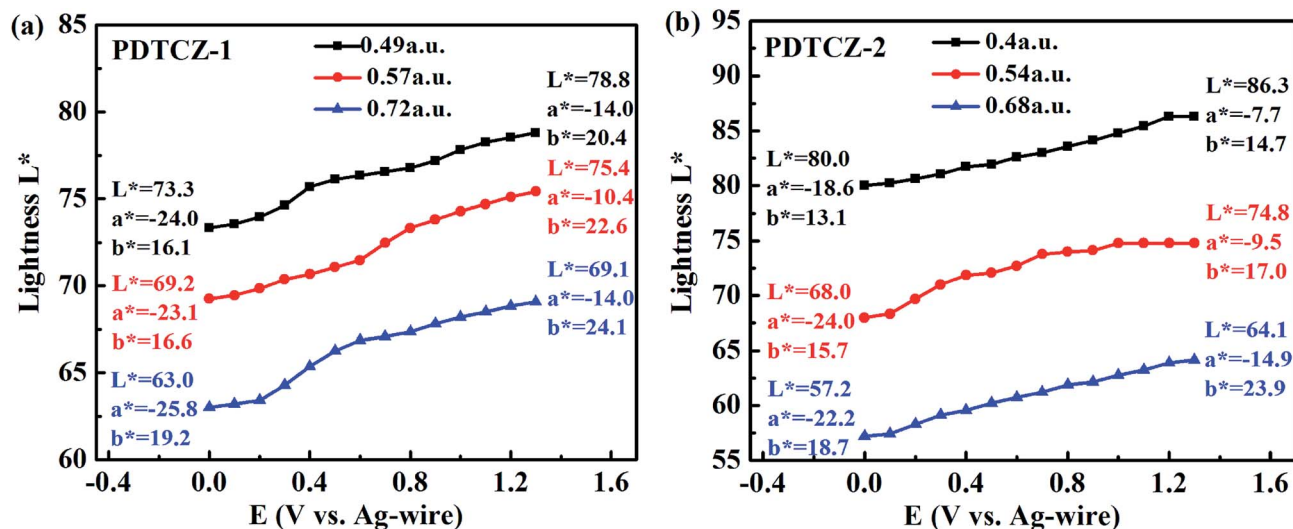 (a)
PDTCZ-1
0.49a.u.
0.57a.u.
0.72a.u.
L*=78.8
a*=-14.0
b*=20.4
L*=75.4
a*=-10.4
b*=22.6
L*=69.1
a*=-14.0
b*=24.1
L*=73.3
a*=-24.0
b*=16.1
L*=69.2
a*=-23.1
b*=16.6
L*=63.0
a*=-25.8
b*=19.2
Lightness L*
85
80
75
70
65
60
-0.4 0.0 0.4 0.8 1.2 1.6
E (V vs. Ag-wire)
(b)
PDTCZ-2
0.4a.u.
0.54a.u.
0.68a.u.
L*=86.3
a*=-7.7
b*=14.7
L*=74.8
a*=-9.5
b*=17.0
L*=64.1
a*=-14.9
b*=23.9
L*=80.0
a*=-18.6
b*=13.1
L*=68.0
a*=-24.0
b*=15.7
L*=57.2
a*=-22.2
b*=18.7
Lightness L*
95
90
85
80
75
70
65
60
55
-0.4 0.0 0.4 0.8 1.2 1.6
E (V vs. Ag-wire)